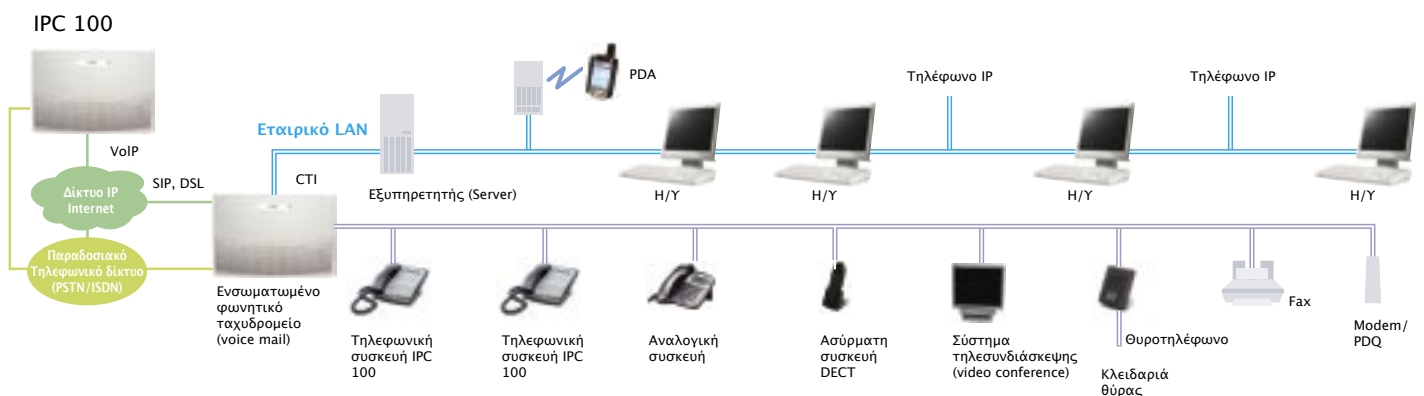 IPC 100
VoIP
SIP, DSL
Δίκτυο IP
Internet
Παραδοσιακό
Τηλεφωνικό δίκτυο
(PSTN/ISDN)
Εταιρικό LAN
CTI
Ενσωματωμένο
φωνητικό
ταχυδρομείο
(voice mail)
Εξυπηρετητής (Server)
PDA
Τηλέφωνο IP
Τηλέφωνο IP
Η/Υ
Η/Υ
Η/Υ
Η/Υ
Τηλεφωνική
συσκευή IPC
100
Τηλεφωνική
συσκευή IPC
100
Αναλογική
συσκευή
Ασύρματη
συσκευή
DECT
Σύστημα
τηλεσυνδιάσκεψης
(video conference)
Θυροτηλέφωνο
Κλειδαριά
θύρας
Fax
Modem/
PDQ